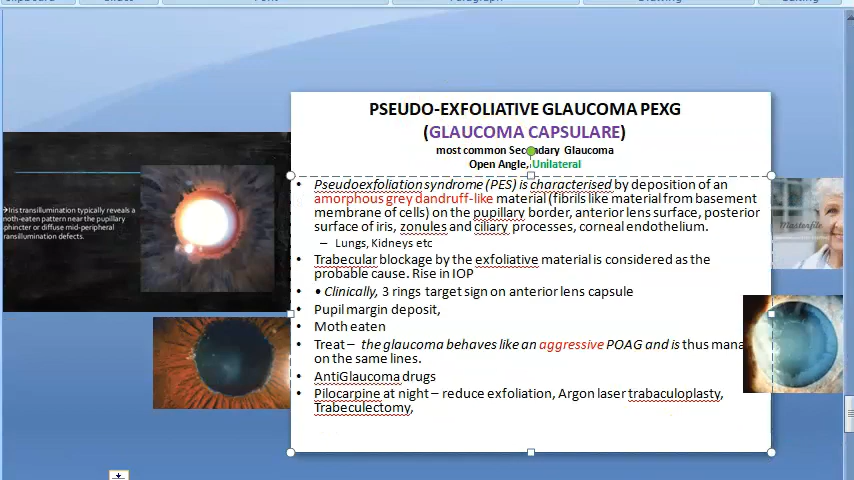 PSEUDO-EXFOLIATIVE GLAUCOMA PEXG
(GLAUCOMA CAPSULARE)
most common Secondary Glaucoma
Open Angle, Unilateral
• Pseudoexfoliation syndrome (PES) is characterised by deposition of an
amorphous grey dandruff-like material (fibrils like material from basement
membrane of cells) on the pupillary border, anterior lens surface, posterior
surface of iris, zonules and ciliary processes, corneal endothelium.
– Lungs, Kidneys etc
• Trabecular blockage by the exfoliative material is considered as the
probable cause. Rise in IOP
• • Clinically, 3 rings target sign on anterior lens capsule
• Pupil margin deposit,
• Moth eaten
• Treat – the glaucoma behaves like an aggressive POAG and is thus mana
on the same lines.
• AntiGlaucoma drugs
• Pilocarpine at night – reduce exfoliation, Argon laser trabaculoplasty,
Trabeculectomy,
Iris transillumination typically reveals a
moth-eaten pattern near the pupillary
sphincter or diffuse mid-peripheral
transillumination defects.
Masterfile